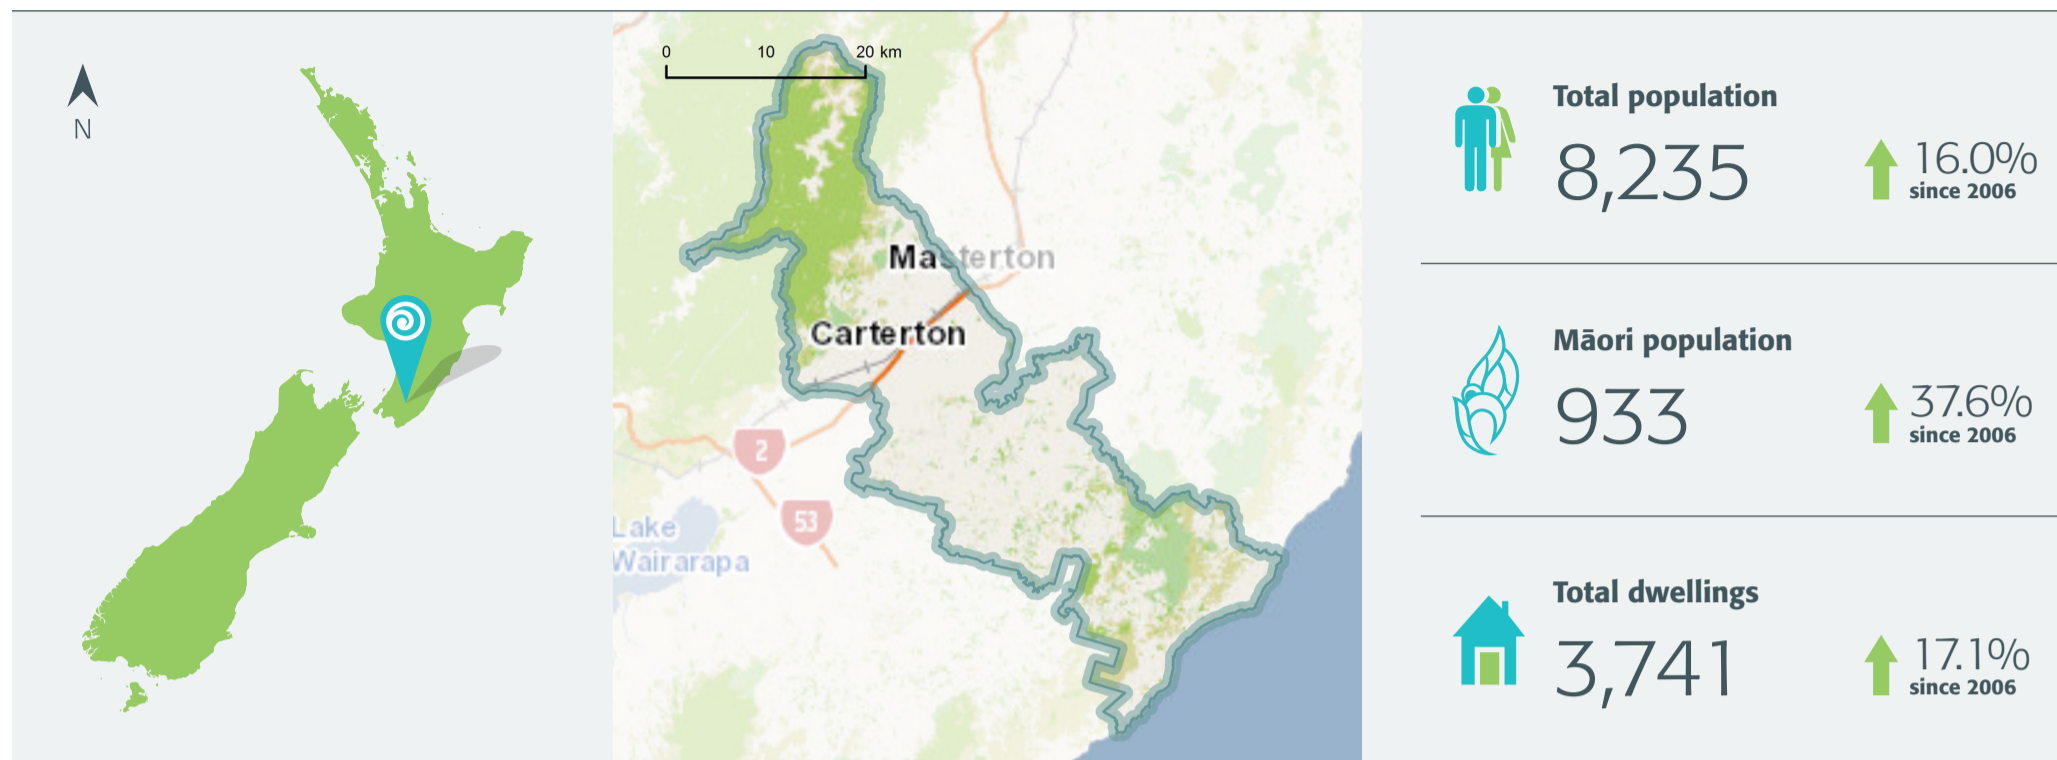 N
0 10 20 km
Masterton
Carterton
2
53
Lake
Wairarapa
Total population
8,235
16.0%
since 2006
Māori population
933
37.6%
since 2006
Total dwellings
3,741
17.1%
since 2006